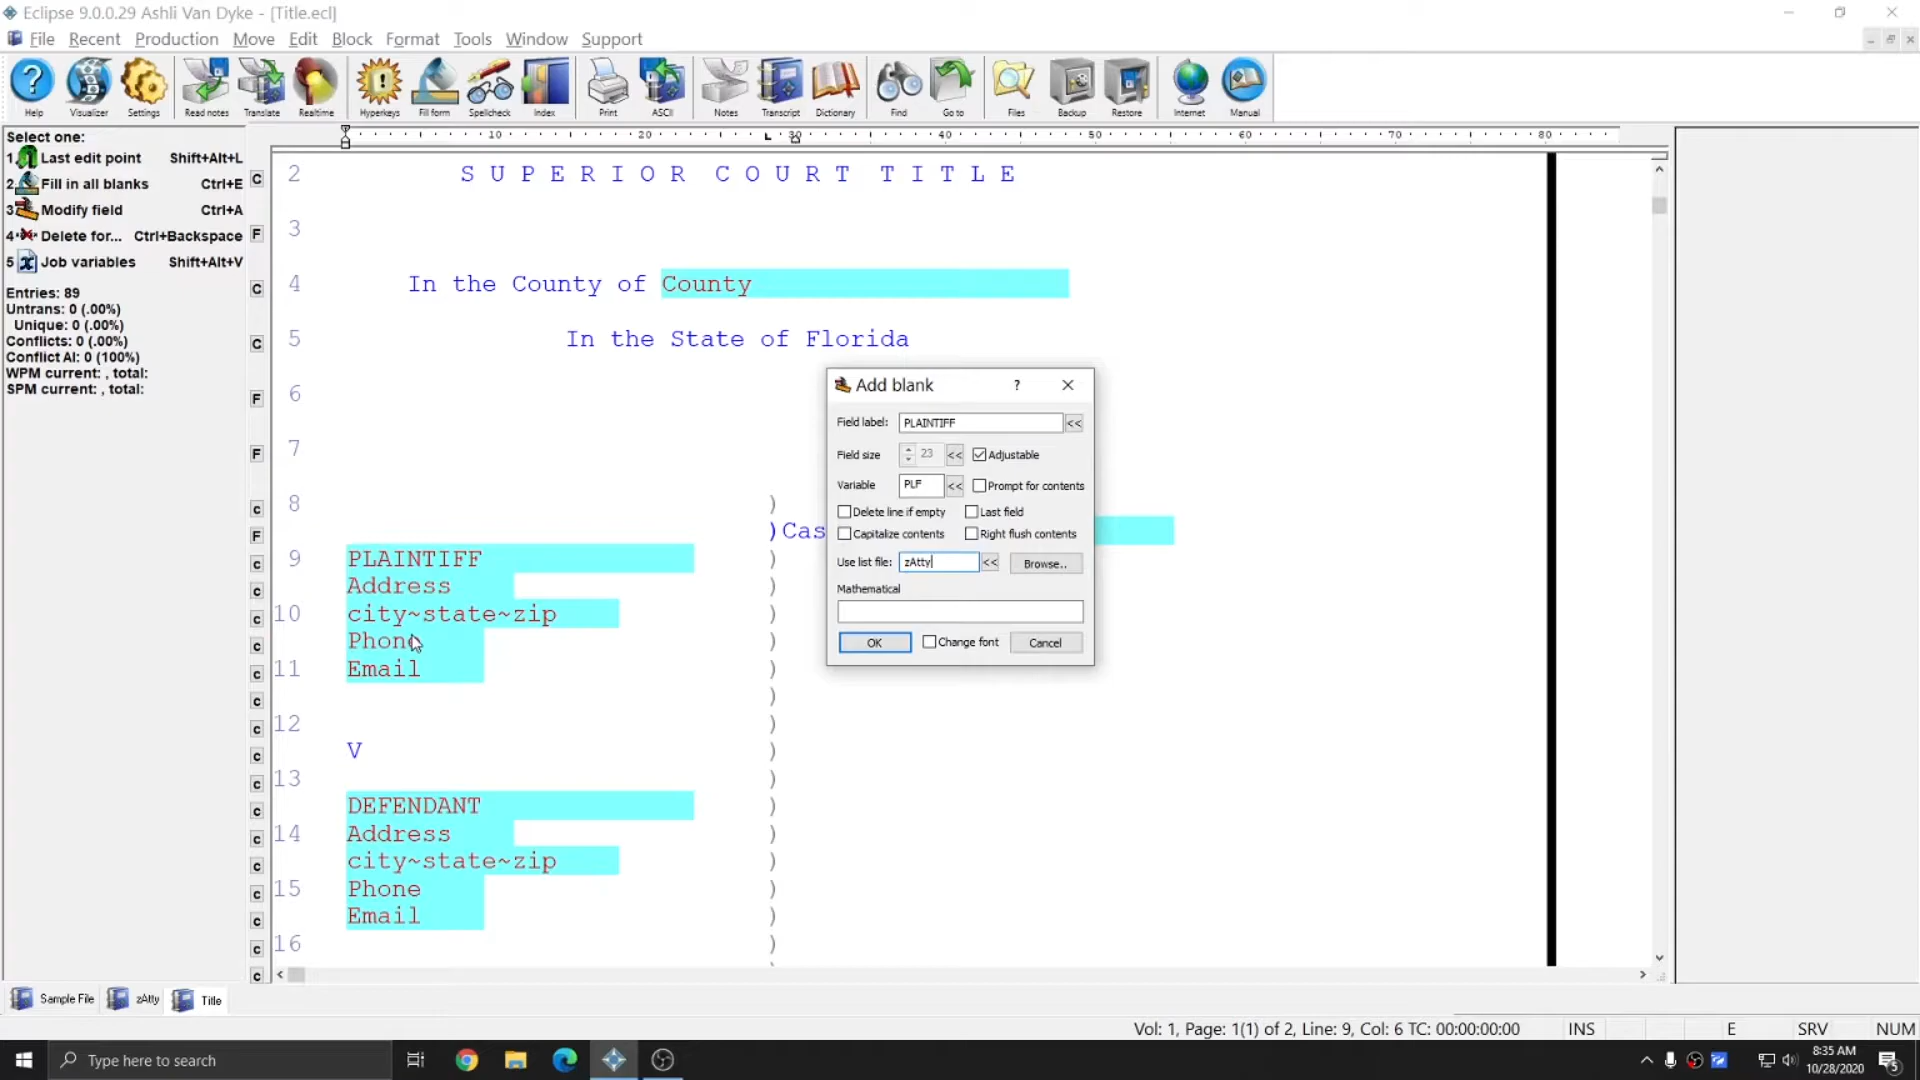 Eclipse 9.0.0.29 Ashli Van Dyke - [Title.ecl]
File Recent Production Move Edit Block Format Tools Window Support
Help Visualizer Settings Read notes Translate Realtime Hyperkeys Fill form Spellcheck Index Print ASCII Notes Transcript Dictionary Find Go to Files Backup Restore Internet Manual
Select one:
1 Last edit point Shift+Alt+L
2 Fill in all blanks Ctrl+E
3 Modify field Ctrl+A
4 Delete for... Ctrl+Backspace
5 Job variables Shift+Alt+V
Entries: 89
Untrans: 0 (.00%)
Unique: 0 (.00%)
Conflicts: 0 (.00%)
Conflict AI: 0 (100%)
WPM current: , total:
SPM current: , total:
10 20 30 40 50 60 70 80
C 2 S U P E R I O R C O U R T T I T L E
F 3
C 4 In the County of County
C 5 In the State of Florida
F 6
F 7
C 8 )
F )Cas
C 9 PLAINTIFF )
C Address )
C 10 city~state~zip )
C Phone )
C 11 Email )
C )
C 12 )
C V )
C 13 )
C DEFENDANT )
C 14 Address )
C city~state~zip )
C 15 Phone )
C Email )
C 16 )
C
Add blank ?
Field label: PLAINTIFF <<
Field size 23 << Adjustable
Variable PLF << Prompt for contents
Delete line if empty Last field
Capitalize contents Right flush contents
Use list file: zAtty << Browse..
Mathematical
OK Change font Cancel
Sample File zAtty Title
Vol: 1, Page: 1(1) of 2, Line: 9, Col: 6 TC: 00:00:00:00 INS E SRV NUM
Type here to search
8:35 AM
10/28/2020
5